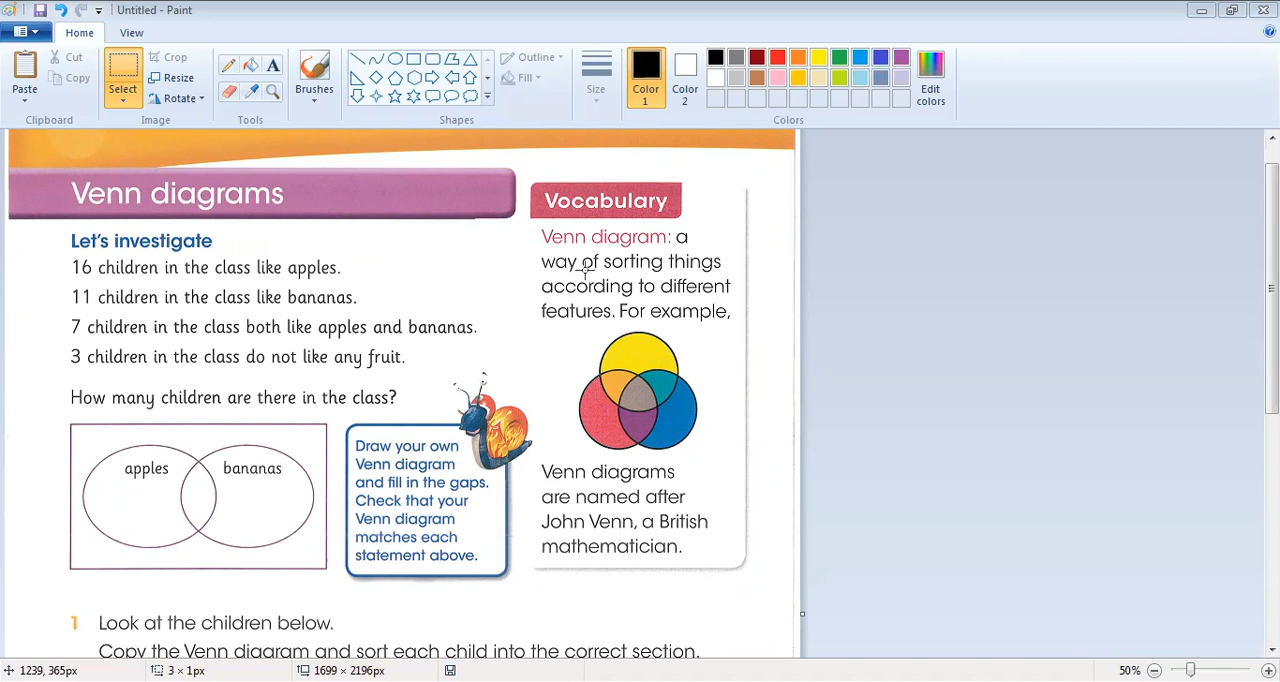 Untitled - Paint
Home View
Paste
Cut
Copy
Clipboard
Select
Crop
Resize
Rotate
Image
A
Tools
Brushes
Outline
Fill
Shapes
Size
Color
1
Color
2
Edit
colors
Colors
Venn diagrams
Let's investigate
16 children in the class like apples.
11 children in the class like bananas.
7 children in the class both like apples and bananas.
3 children in the class do not like any fruit.
How many children are there in the class?
apples bananas
Draw your own
Venn diagram
and fill in the gaps.
Check that your
Venn diagram
matches each
statement above.
Vocabulary
Venn diagram: a
way of sorting things
according to different
features. For example,
Venn diagrams
are named after
John Venn, a British
mathematician.
1 Look at the children below.
Copy the Venn diagram and sort each child into the correct section.
1239, 365px
3 × 1px
1699 × 2196px
50%